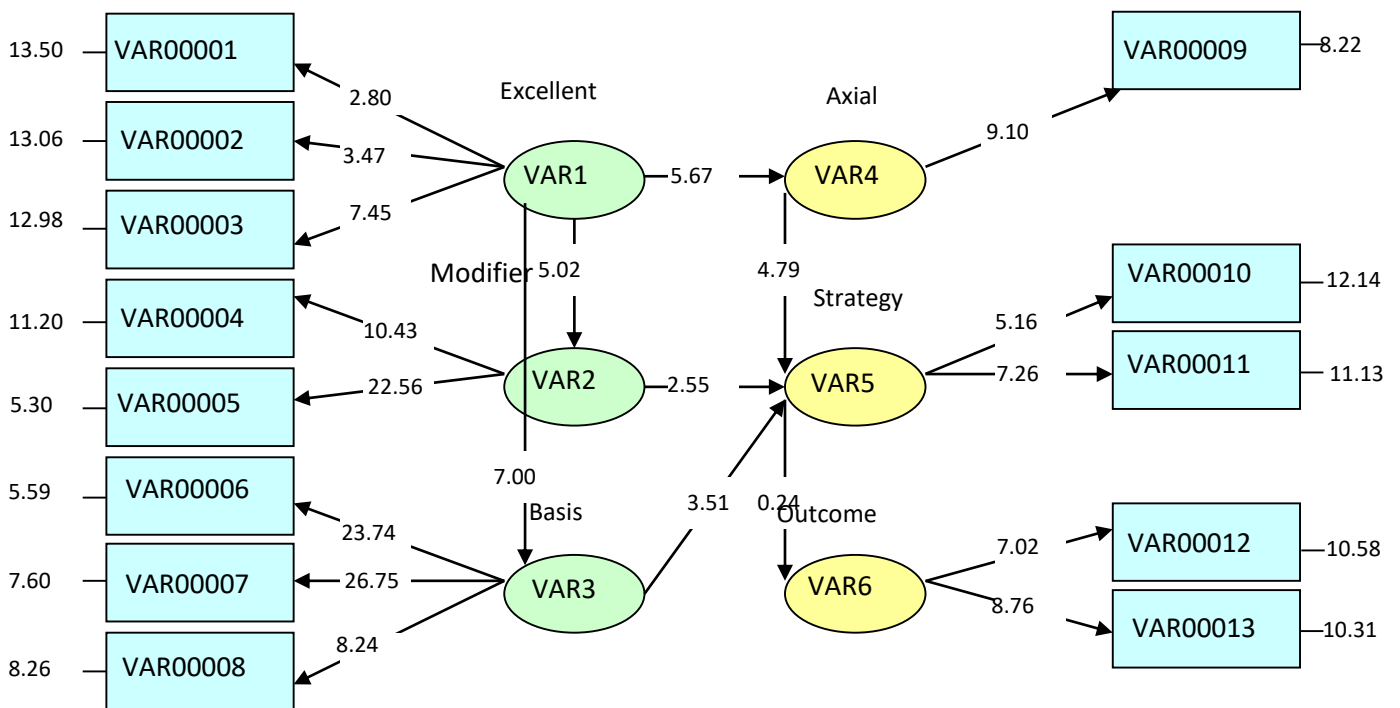 13.50
VAR00001
2.80
Excellent
Axial
VAR00009
8.22
9.10
13.06
VAR00002
3.47
VAR1
5.67
VAR4
12.98
VAR00003
7.45
Modifier
5.02
4.79
Strategy
VAR00010
12.14
11.20
VAR00004
10.43
5.16
VAR2
2.55
VAR5
7.26
VAR00011
11.13
5.30
VAR00005
22.56
5.59
VAR00006
23.74
7.00
Basis
3.51
0.24
Outcome
7.02
VAR00012
10.58
7.60
VAR00007
26.75
VAR3
VAR6
8.76
VAR00013
10.31
8.26
VAR00008
8.24